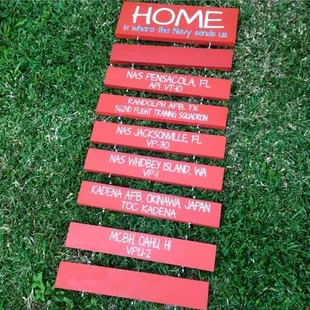 HOME
is where the Navy sends us.
NAS PENSACOLA, FL
API VT-10
RANDOLPH AFB, TX
562ND FLIGHT TRAINING SQUADRON
NAS JACKSONVILLE, FL
VP-30
NAS WHIDBEY ISLAND, WA
VP-1
KADENA AFB, OKINAWA, JAPAN
TOC KADENA
MCBH, OAHU, HI
VPU-2